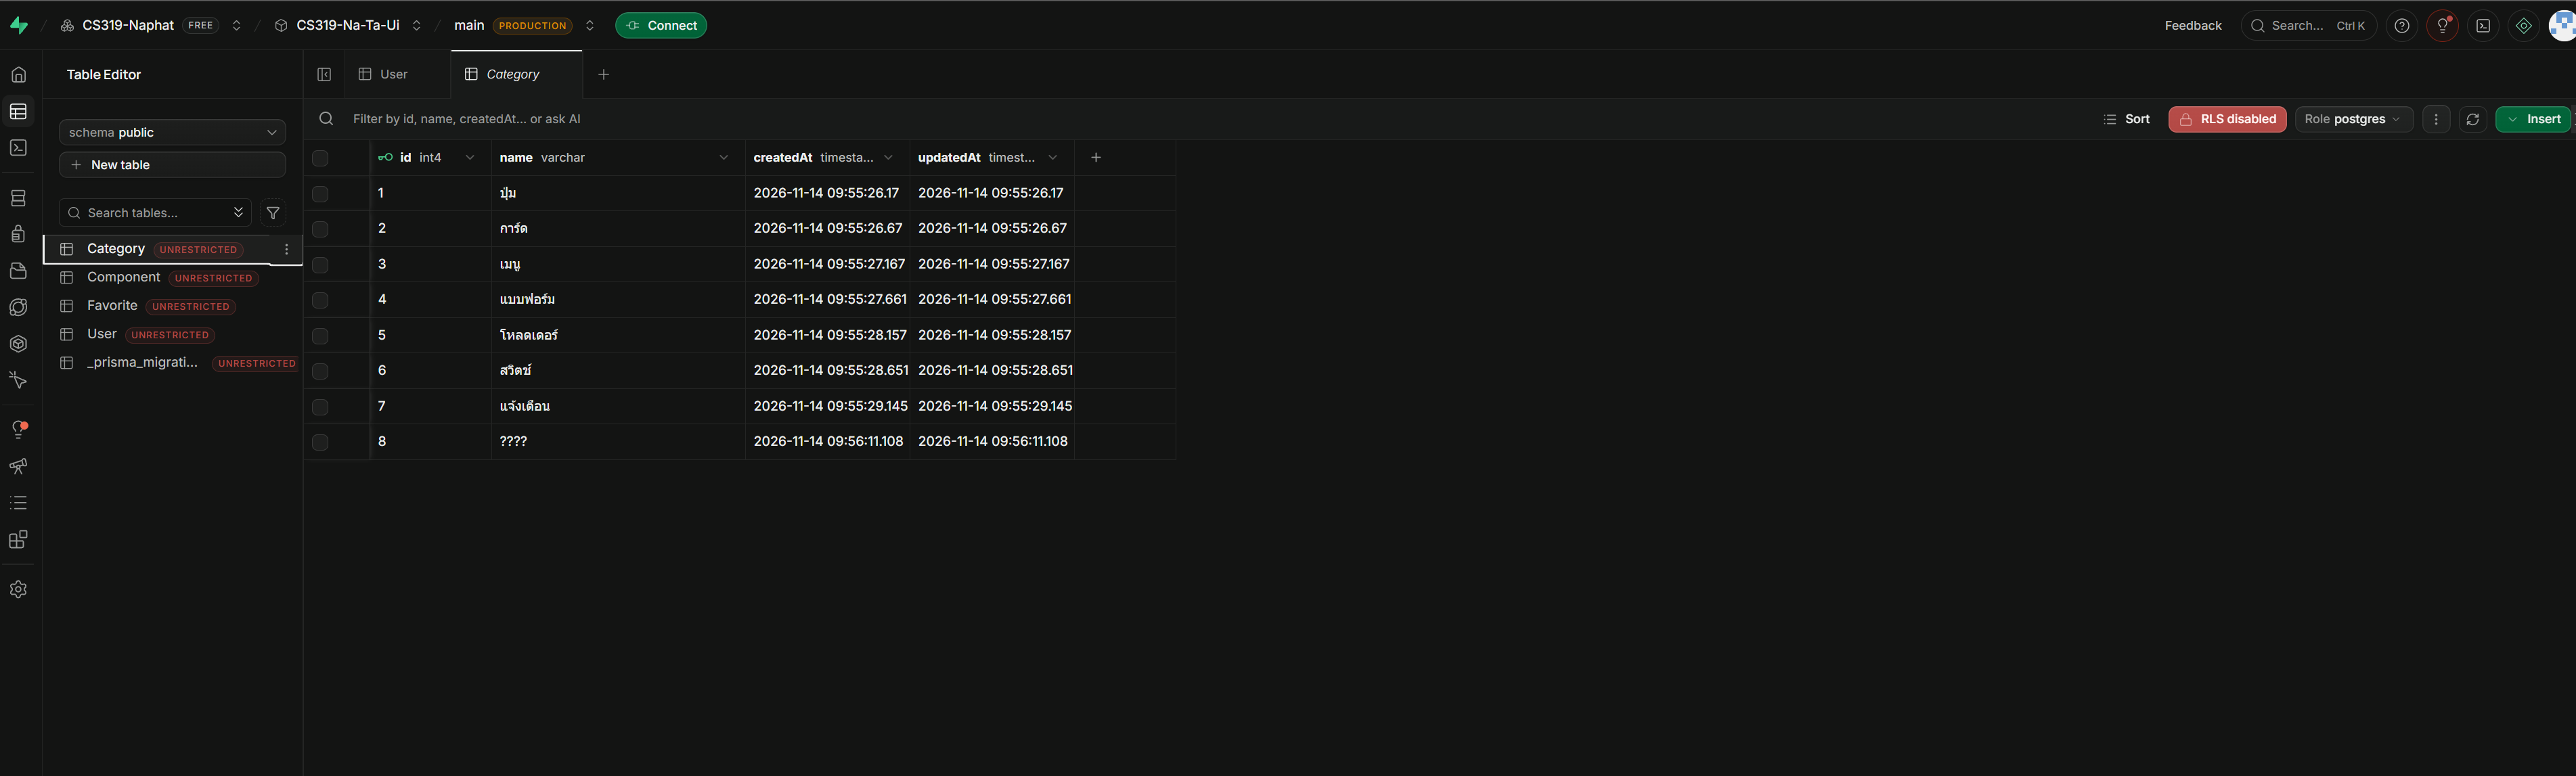 CS319-Naphat FREE / CS319-Na-Ta-Ui / main PRODUCTION Connect Feedback Search... Ctrl K
Table Editor User Category
schema public Filter by id, name, createdAt... or ask AI Sort RLS disabled Role postgres Insert
New table
Search tables...
Category UNRESTRICTED
Component UNRESTRICTED
Favorite UNRESTRICTED
User UNRESTRICTED
_prisma_migrati... UNRESTRICTED
id int4 name varchar createdAt timesta... updatedAt timest...
1 ปุ่ม 2026-11-14 09:55:26.17 2026-11-14 09:55:26.17
2 การ์ด 2026-11-14 09:55:26.67 2026-11-14 09:55:26.67
3 เมนู 2026-11-14 09:55:27.167 2026-11-14 09:55:27.167
4 แบบฟอร์ม 2026-11-14 09:55:27.661 2026-11-14 09:55:27.661
5 โหลดเดอร์ 2026-11-14 09:55:28.157 2026-11-14 09:55:28.157
6 สวิตช์ 2026-11-14 09:55:28.651 2026-11-14 09:55:28.651
7 แจ้งเตือน 2026-11-14 09:55:29.145 2026-11-14 09:55:29.145
8 ???? 2026-11-14 09:56:11.108 2026-11-14 09:56:11.108